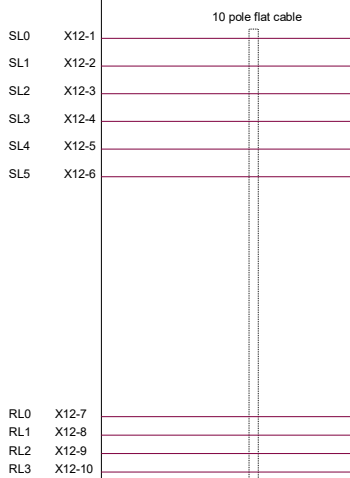 10 pole flat cable
SL0 X12-1
SL1 X12-2
SL2 X12-3
SL3 X12-4
SL4 X12-5
SL5 X12-6
RL0 X12-7
RL1 X12-8
RL2 X12-9
RL3 X12-10